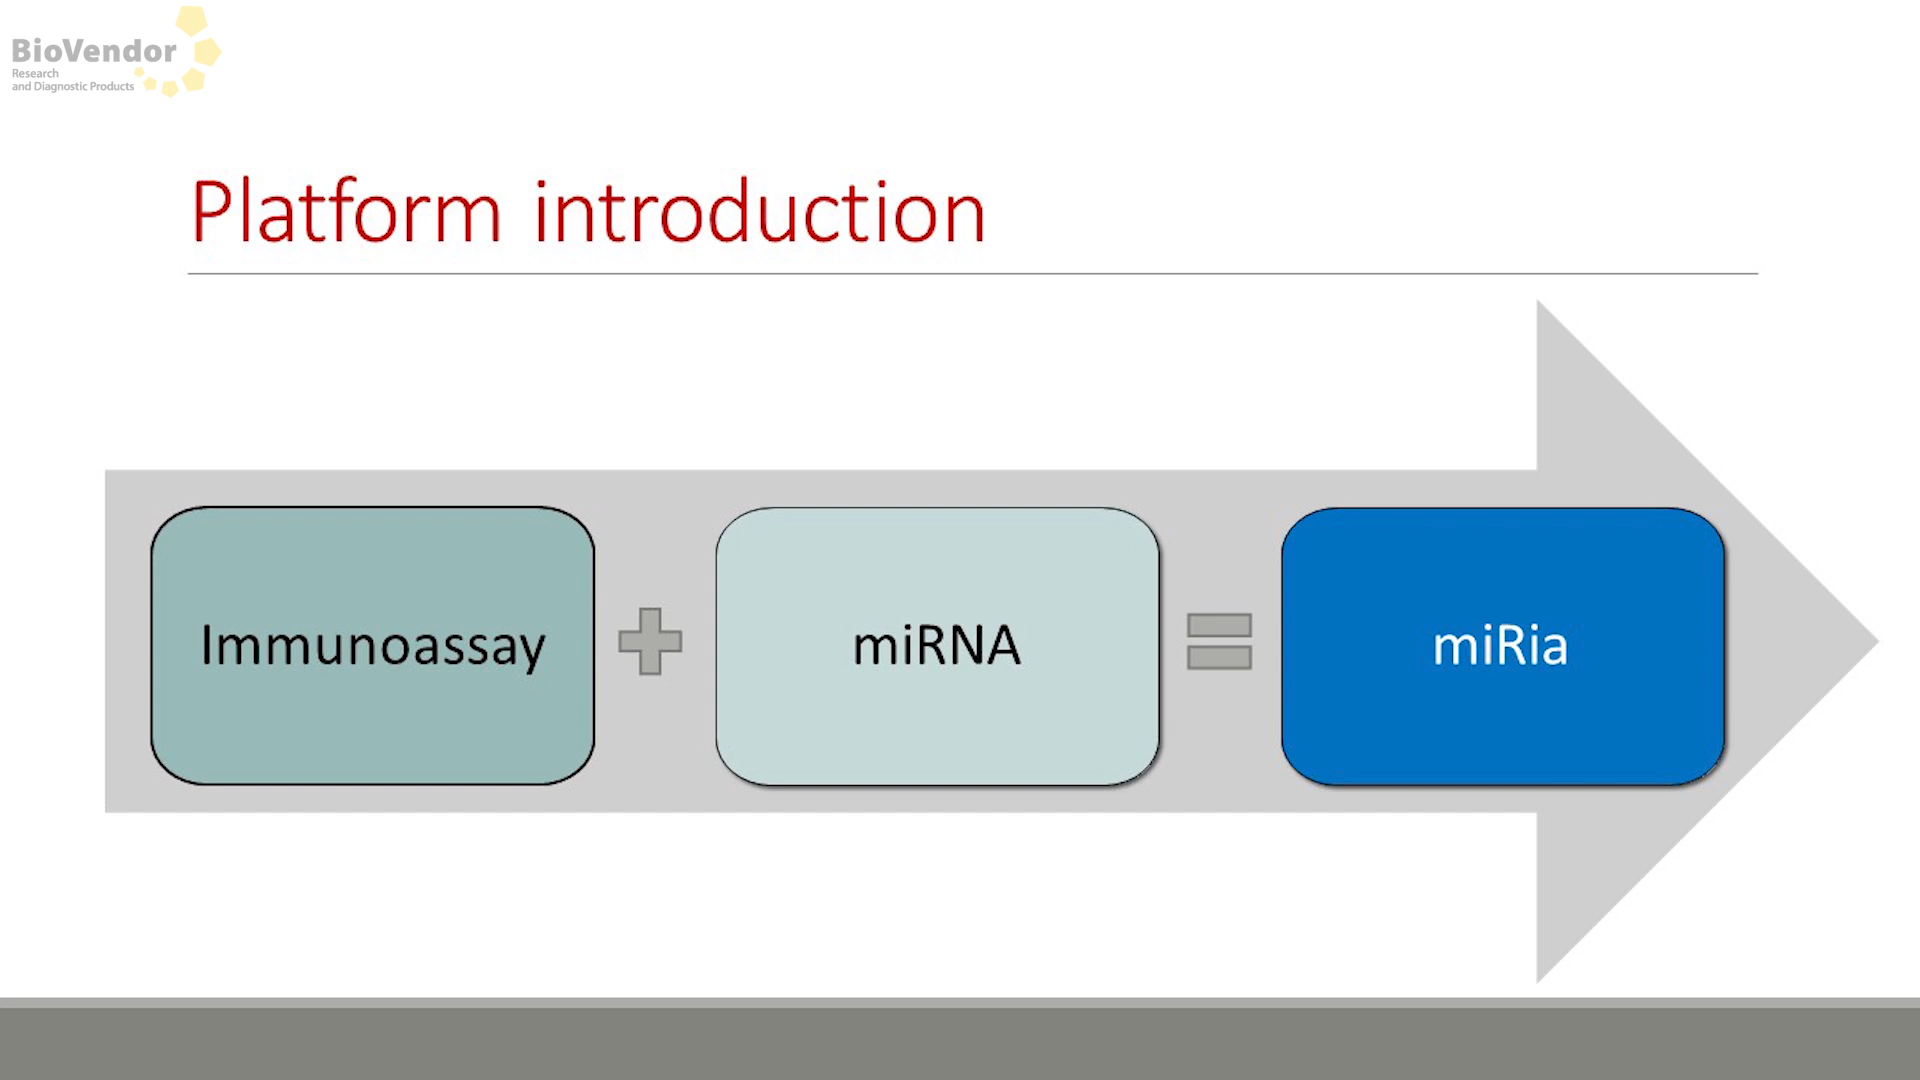 BioVendor
Research
and Diagnostic Products
Platform introduction
Immunoassay
miRNA
miRia